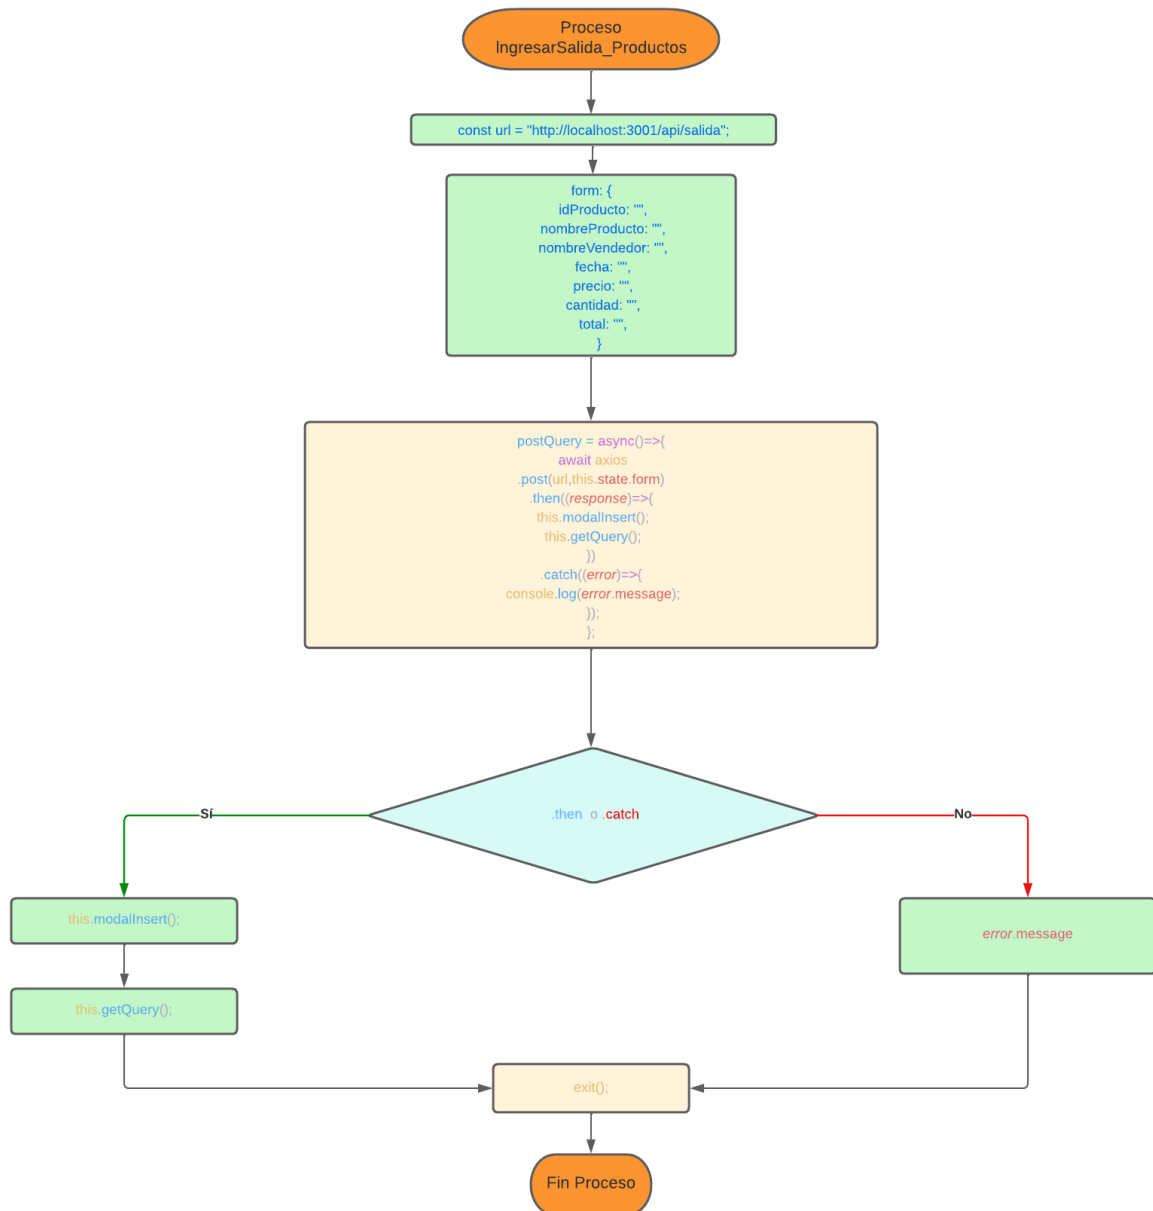 Proceso
IngresarSalida_Productos
const url = "http://localhost:3001/api/salida";
form: {
idProducto: "",
nombreProducto: "",
nombreVendedor: "",
fecha: "",
precio: "",
cantidad: "",
total: "",
}
postQuery = async()=>{
await axios
.post(url,this.state.form)
.then((response)=>{
this.modalInsert();
this.getQuery();
})
.catch((error)=>{
console.log(error.message);
});
};
.then o .catch
Sí
No
this.modalInsert();
error.message
this.getQuery();
exit();
Fin Proceso